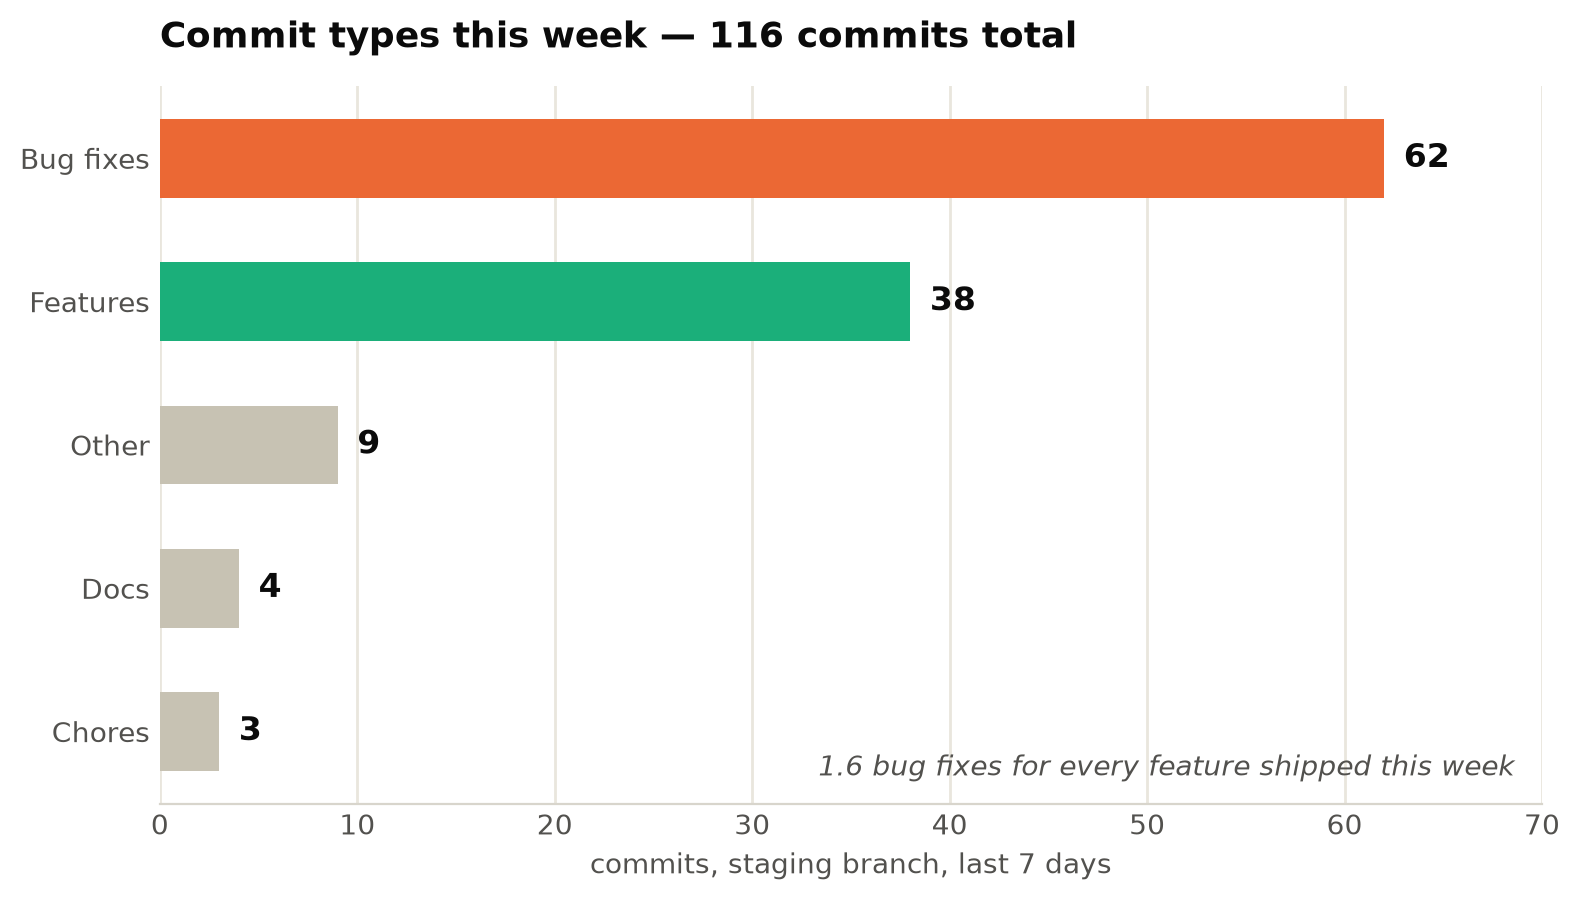 Commit types this week — 116 commits total
Bug fixes
62
Features
38
Other
9
Docs
4
Chores
3
1.6 bug fixes for every feature shipped this week
0 10 20 30 40 50 60 70
commits, staging branch, last 7 days